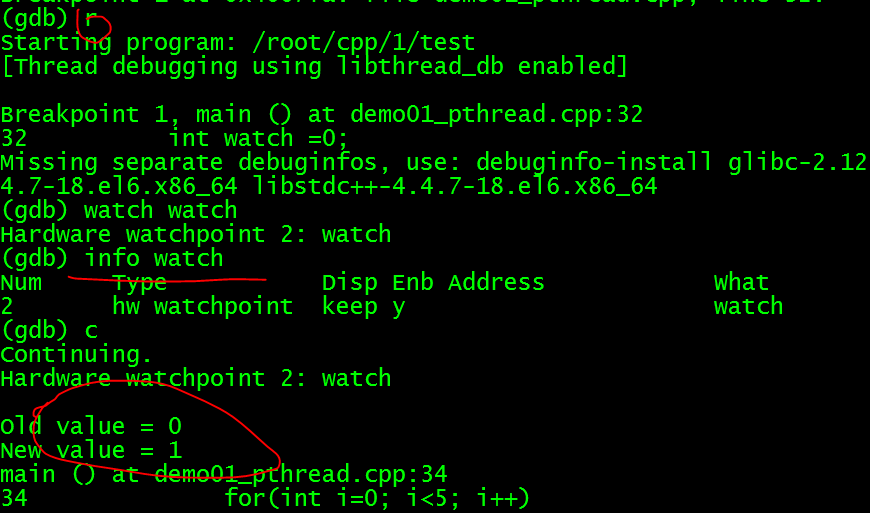 (gdb) r
Starting program: /root/cpp/1/test
[Thread debugging using libthread_db enabled]
Breakpoint 1, main () at demo01_pthread.cpp:32
32 int watch =0;
Missing separate debuginfos, use: debuginfo-install glibc-2.12
4.7-18.el6.x86_64 libstdc++-4.4.7-18.el6.x86_64
(gdb) watch watch
Hardware watchpoint 2: watch
(gdb) info watch
Num Type Disp Enb Address What
2 hw watchpoint keep y watch
(gdb) c
Continuing.
Hardware watchpoint 2: watch
Old value = 0
New value = 1
main () at demo01_pthread.cpp:34
34 for(int i=0; i<5; i++)